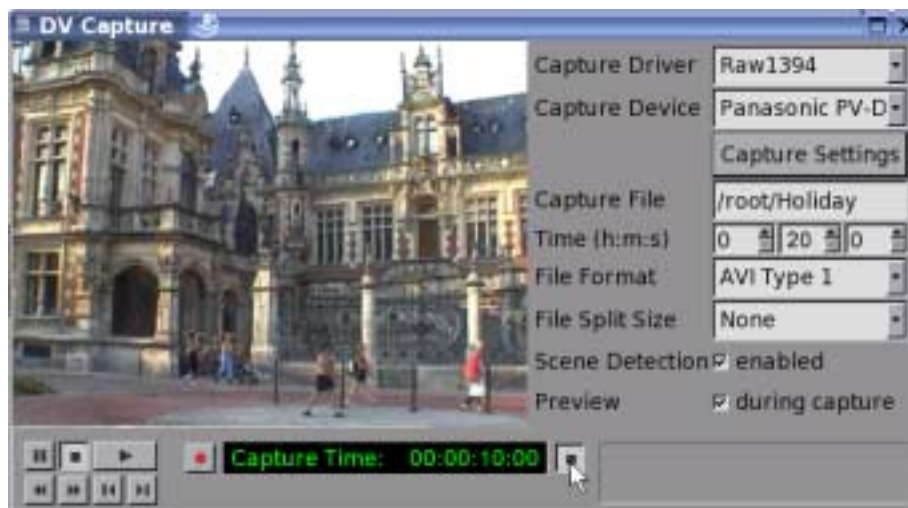 DV Capture
Capture Driver Raw1394
Capture Device Panasonic PV-D
Capture Settings
Capture File /root/Holiday
Time (h:m:s) 0 20 0
File Format AVI Type 1
File Split Size None
Scene Detection enabled
Preview during capture
Capture Time: 00:00:10:00